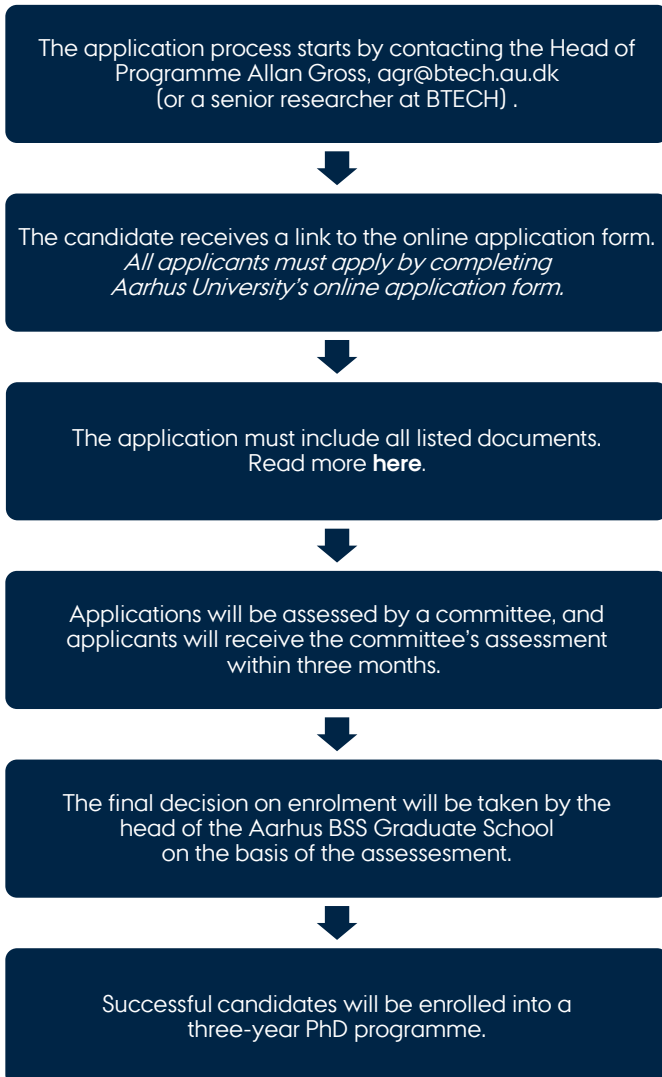 The application process starts by contacting the Head of
Programme Allan Gross, agr@btech.au.dk
(or a senior researcher at BTECH) .
The candidate receives a link to the online application form.
All applicants must apply by completing
Aarhus University's online application form.
The application must include all listed documents.
Read more here.
Applications will be assessed by a committee, and
applicants will receive the committee's assessment
within three months.
The final decision on enrolment will be taken by the
head of the Aarhus BSS Graduate School
on the basis of the assessesment.
Successful candidates will be enrolled into a
three-year PhD programme.